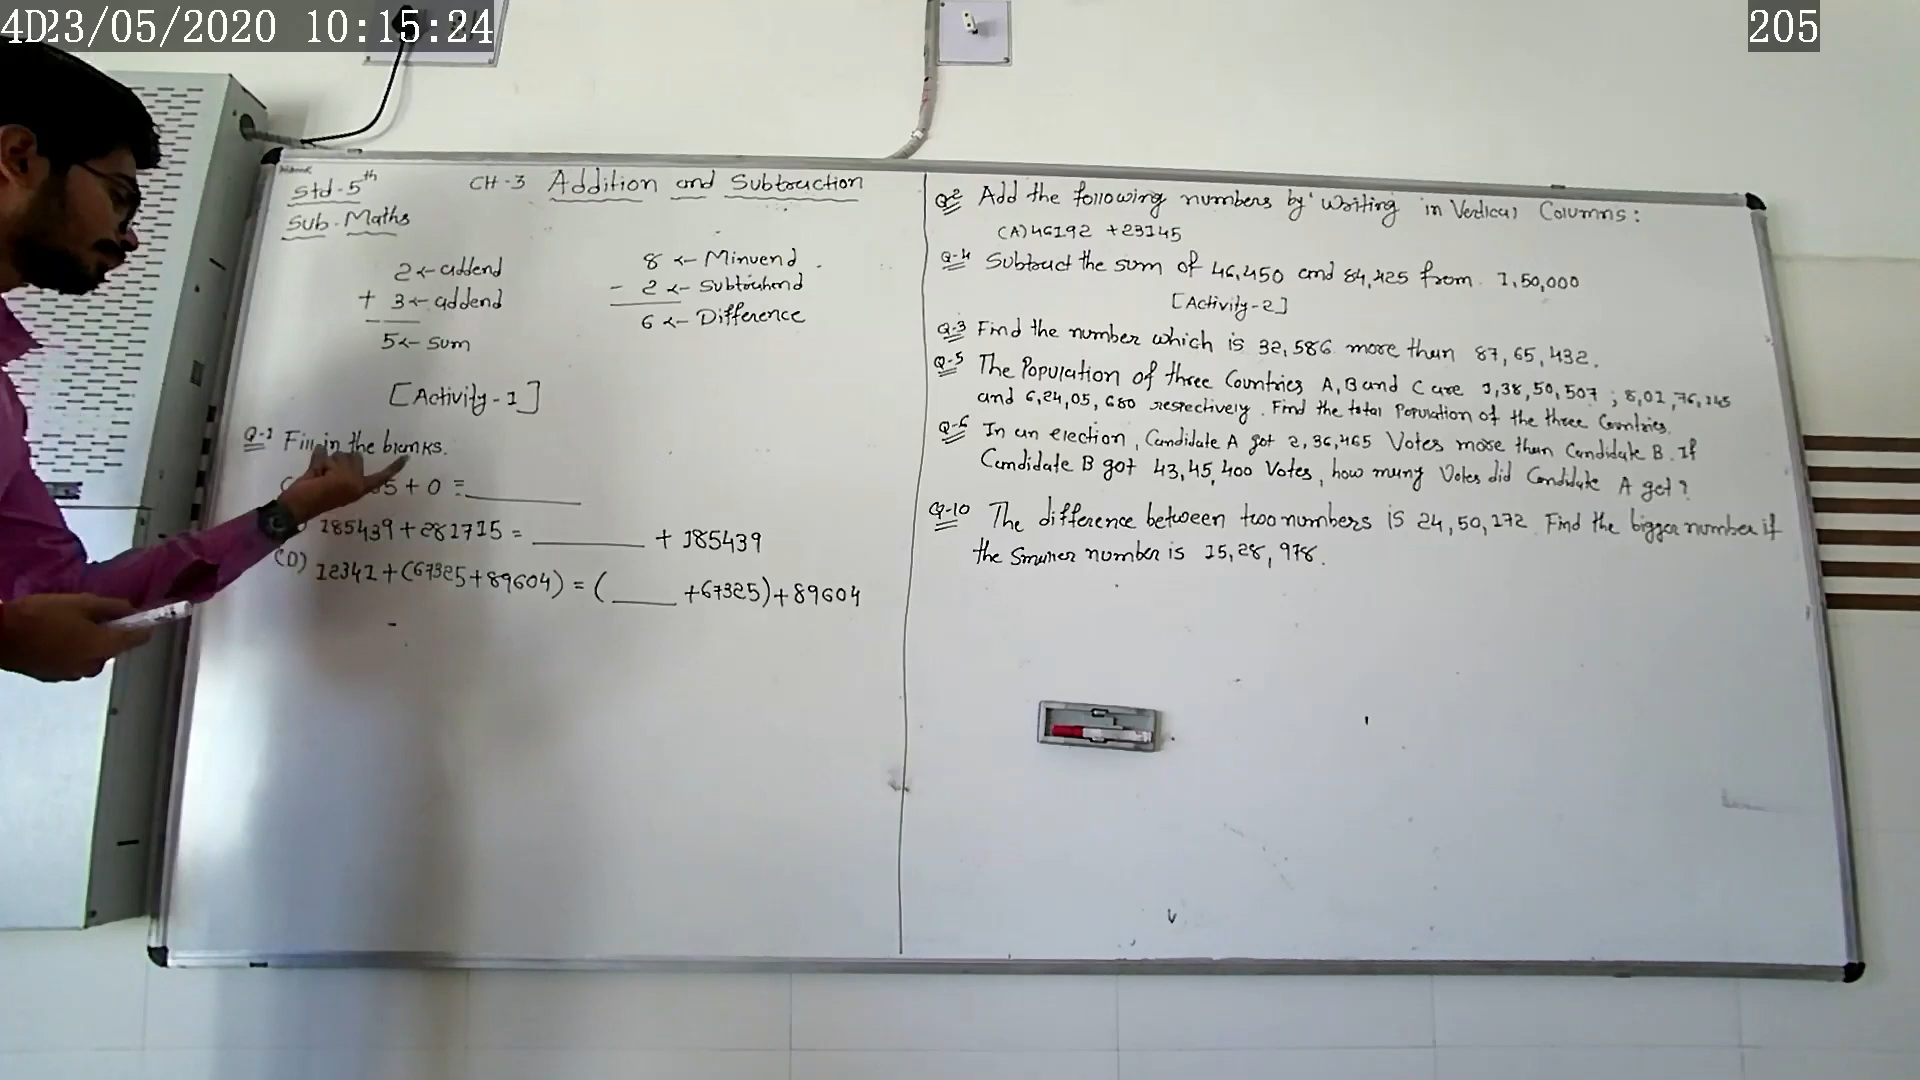 4D23/05/2020 10:15:24
205
Std-5th
Sub. Maths
CH-3 Addition and Subtraction
2 <- addend
+ 3 <- addend
5 <- Sum
8 <- Minuend
- 2 <- Subtrahend
6 <- Difference
[Activity-1]
Q-1 Fill in the blanks.
5 + 0 = ________
185439 + 281715 = ________ + 185439
(D) 12341 + (67325 + 89604) = ( ____ + 67325) + 89604
Q-2 Add the following numbers by writing in Vertical Columns:
(A) 46192 + 23145
Q-4 Subtract the sum of 46,450 and 84,425 from 1,50,000
[Activity-2]
Q-3 Find the number which is 32,586 more than 87,65,432.
Q-5 The Population of three Countries A, B and C are 1,38,50,507 ; 8,01,76,145
and 6,24,05,680 respectively. Find the total Population of the three Countries.
Q-6 In an election, Candidate A got 2,36,465 Votes more than Candidate B. If
Candidate B got 43,45,400 Votes, how many Votes did Candidate A get?
Q-10 The difference between two numbers is 24,50,172. Find the bigger number if
the Smaller number is 15,28,978.